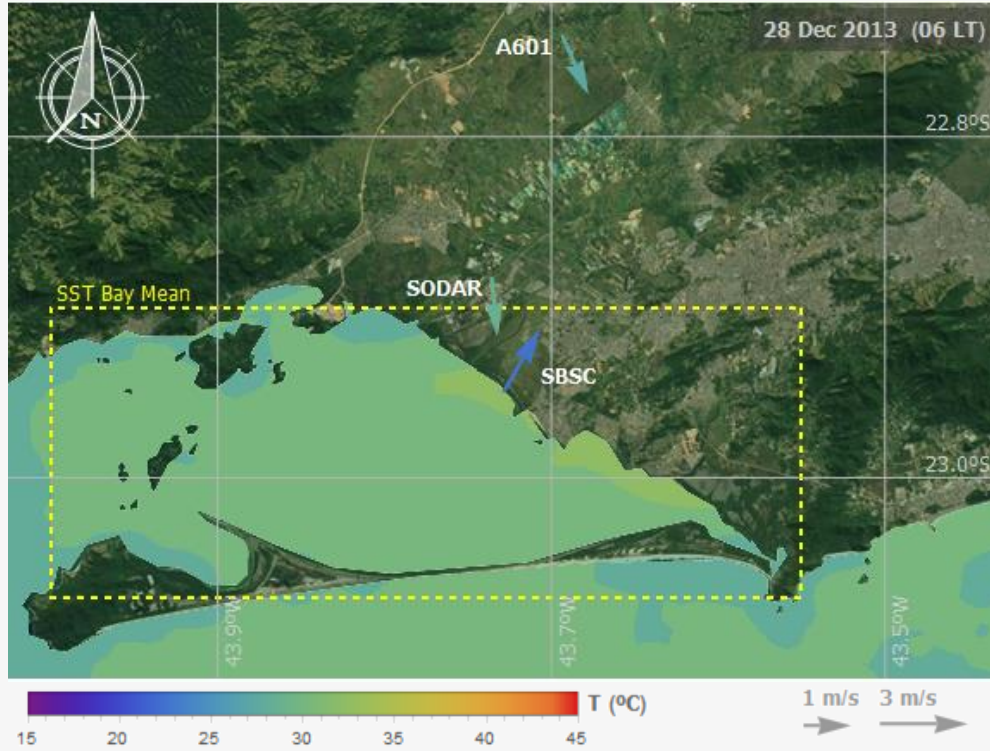 28 Dec 2013 (06 LT)
A601
N
22.8ºS
SST Bay Mean
SODAR
SBSC
23.0ºS
43.9ºW
43.7ºW
43.5ºW
15 20 25 30 35 40 45
T (ºC)
1 m/s 3 m/s